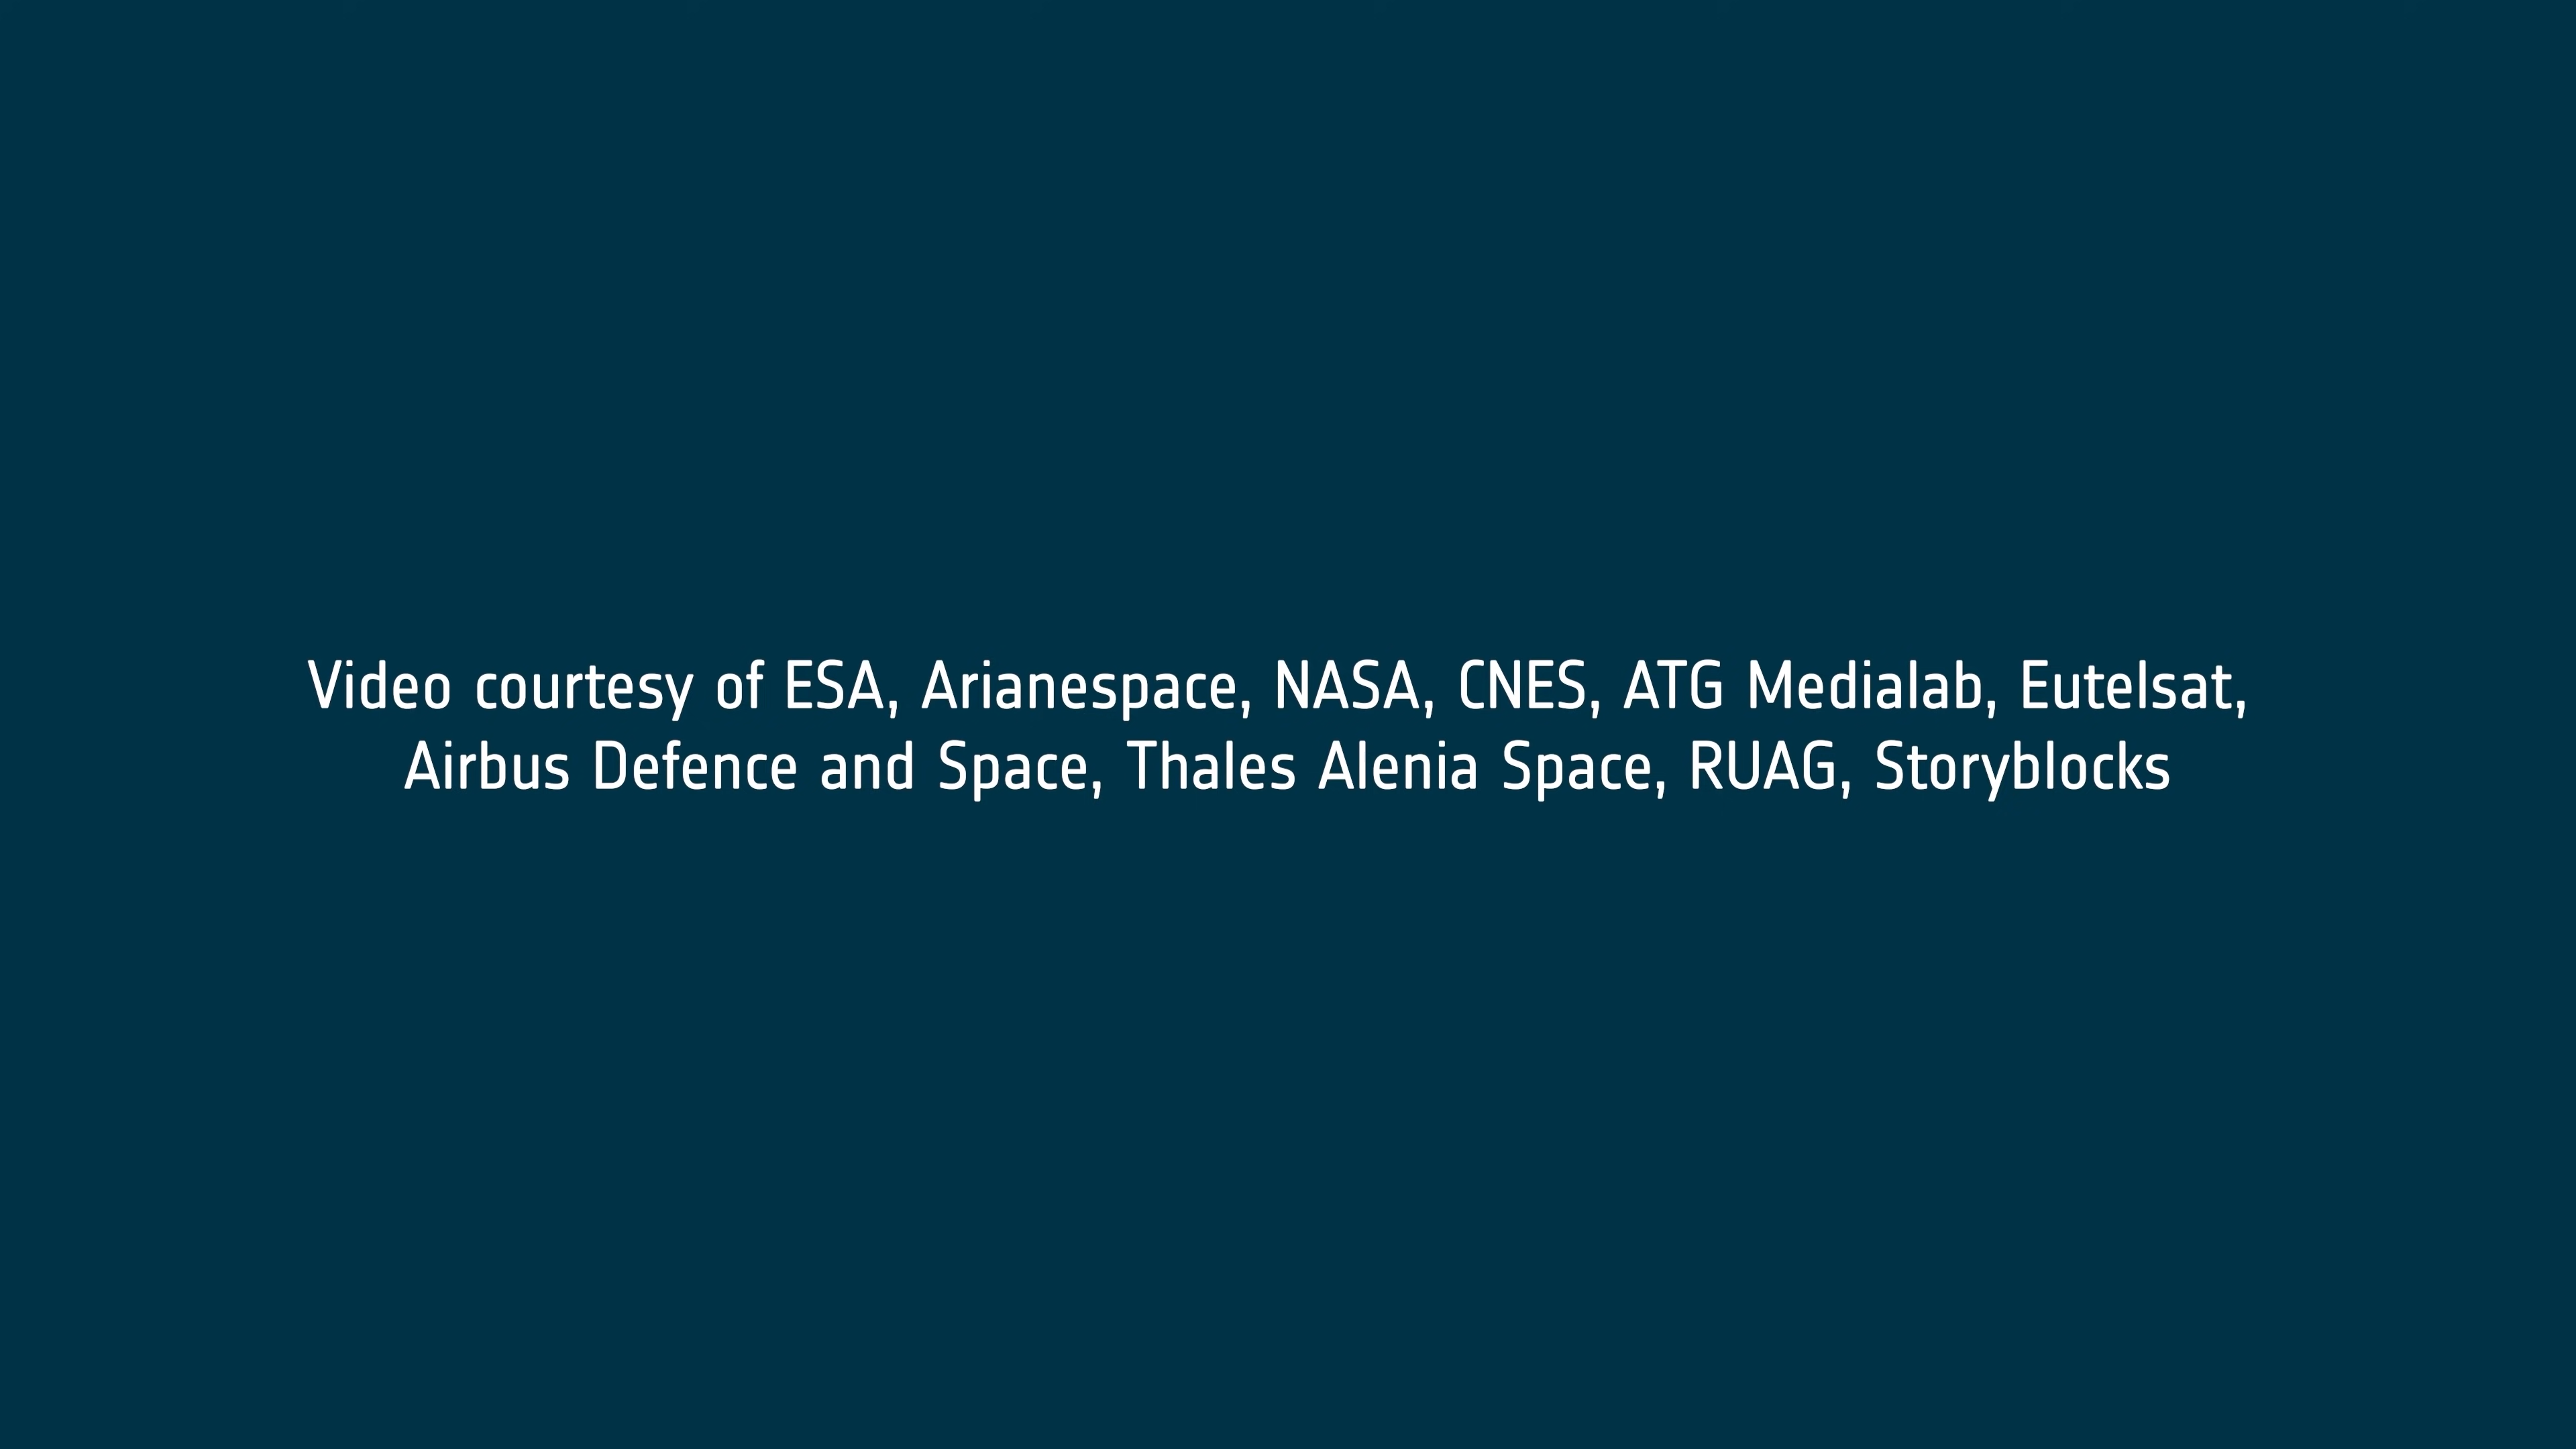 Video courtesy of ESA, Arianespace, NASA, CNES, ATG Medialab, Eutelsat,
Airbus Defence and Space, Thales Alenia Space, RUAG, Storyblocks